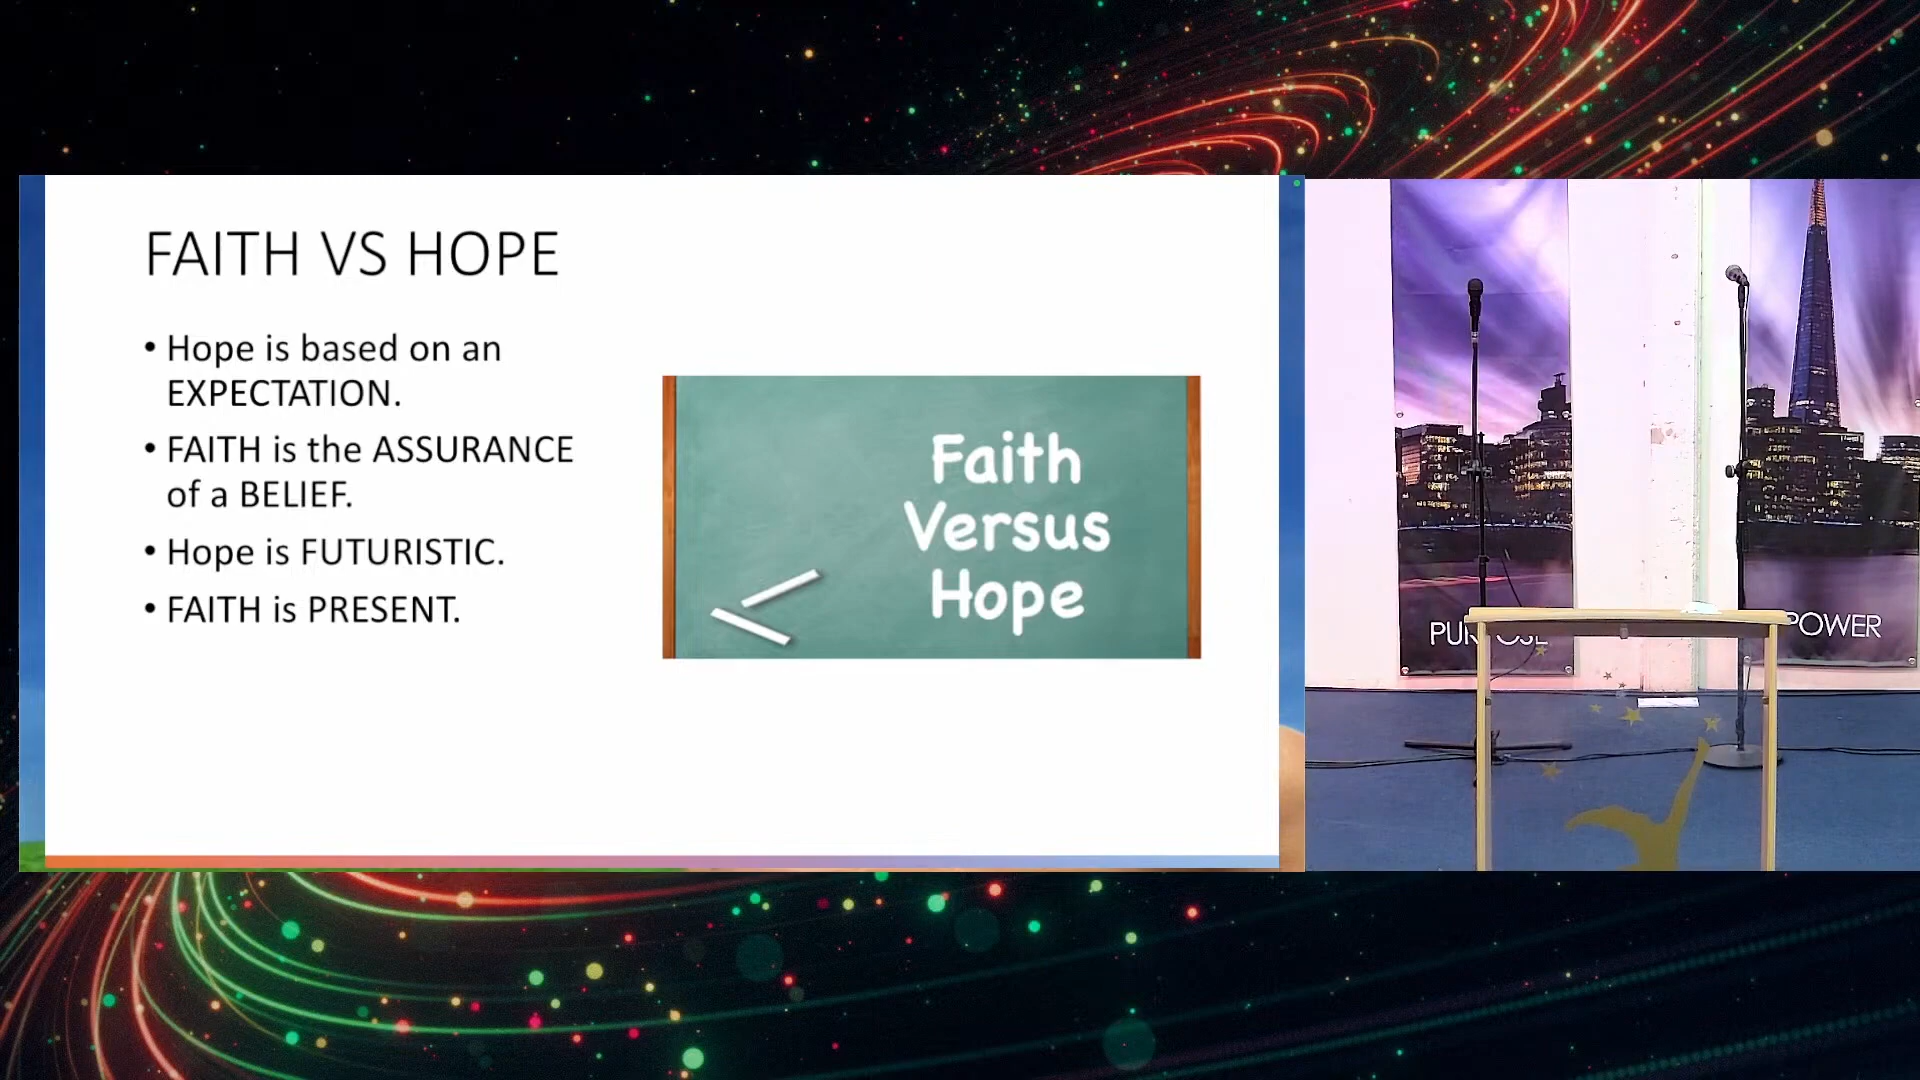 FAITH VS HOPE
• Hope is based on an
EXPECTATION.
• FAITH is the ASSURANCE
of a BELIEF.
• Hope is FUTURISTIC.
• FAITH is PRESENT.
Faith
Versus
Hope
POWER